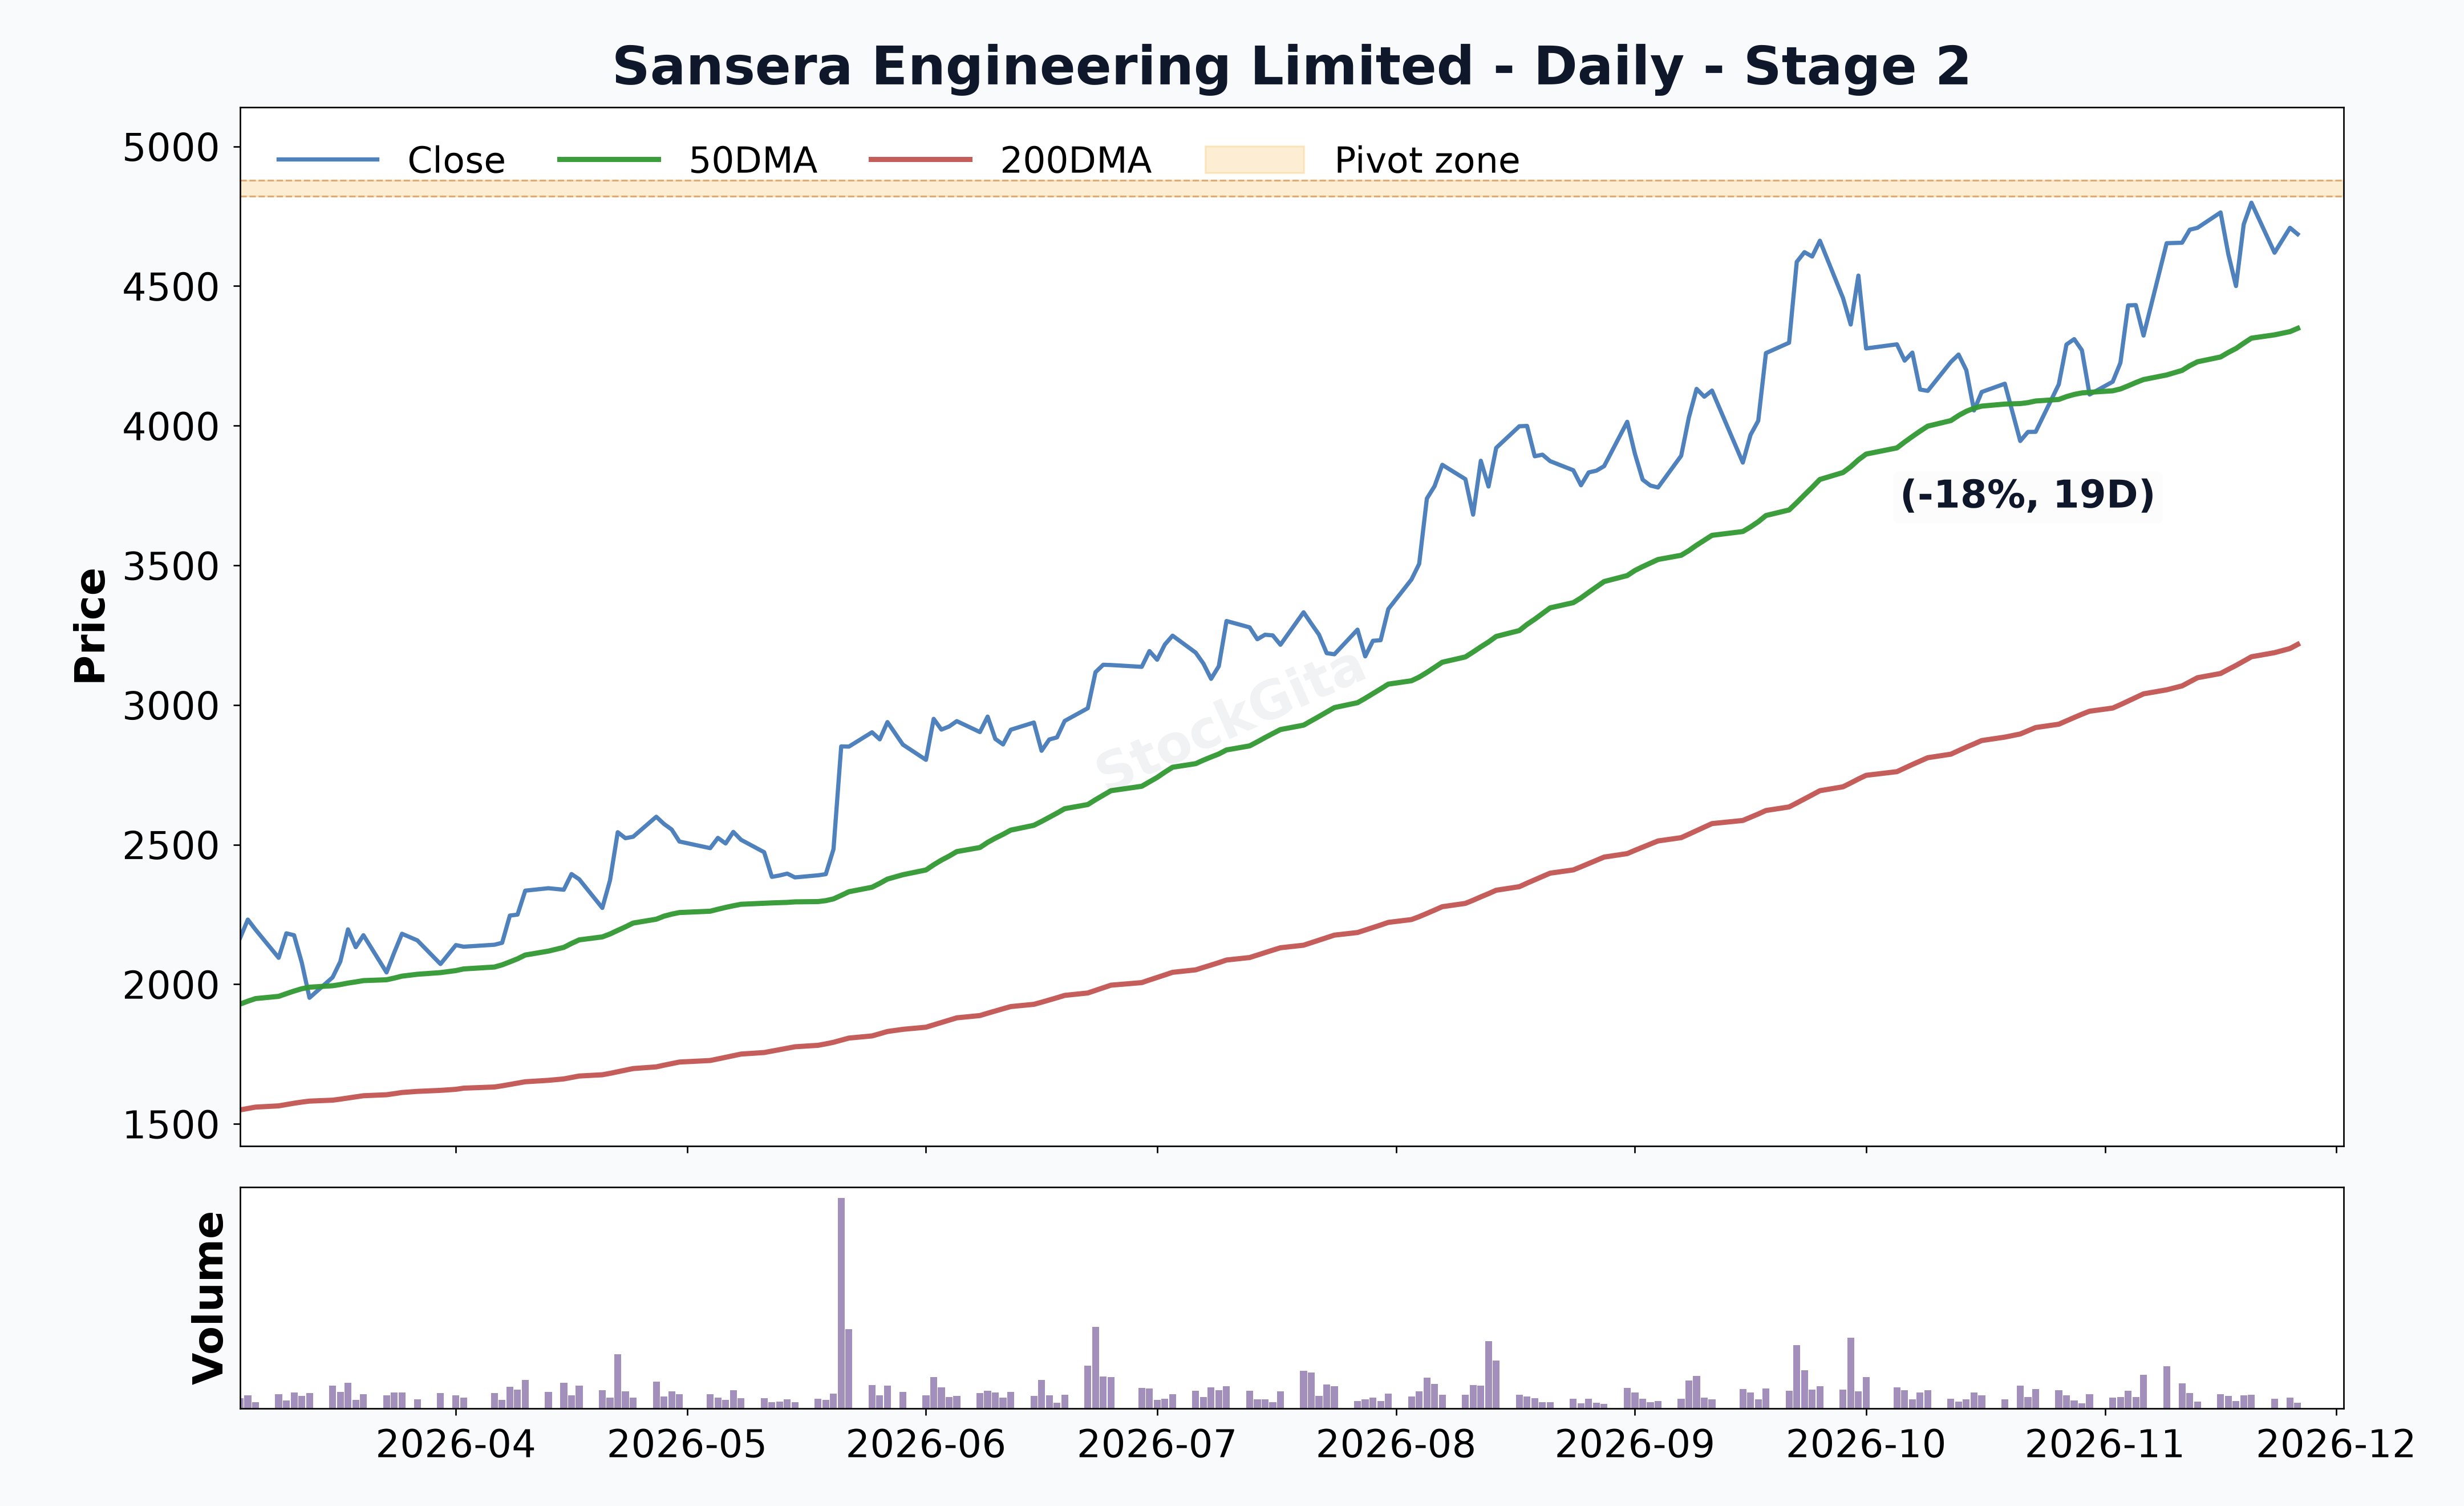 Sansera Engineering Limited - Daily - Stage 2
Close 50DMA 200DMA Pivot zone
5000
4500
4000
3500
3000
2500
2000
1500
Price
(-18%, 19D)
StockGita
Volume
2026-04 2026-05 2026-06 2026-07 2026-08 2026-09 2026-10 2026-11 2026-12